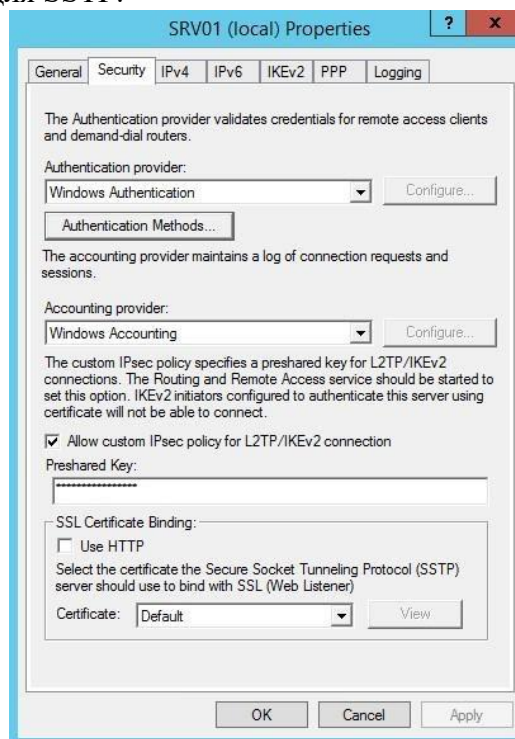 для SSTP.
SRV01 (local) Properties
?
x
General
Security
IPv4
IPv6
IKEv2
PPP
Logging
The Authentication provider validates credentials for remote access clients
and demand-dial routers.
Authentication provider:
Windows Authentication
Configure...
Authentication Methods...
The accounting provider maintains a log of connection requests and
sessions.
Accounting provider:
Windows Accounting
Configure...
The custom IPsec policy specifies a preshared key for L2TP/IKEv2
connections. The Routing and Remote Access service should be started to
set this option. IKEv2 initiators configured to authenticate this server using
certificate will not be able to connect.
Allow custom IPsec policy for L2TP/IKEv2 connection
Preshared Key:
****************
SSL Certificate Binding:
Use HTTP
Select the certificate the Secure Socket Tunneling Protocol (SSTP)
server should use to bind with SSL (Web Listener)
Certificate:
Default
View
OK
Cancel
Apply